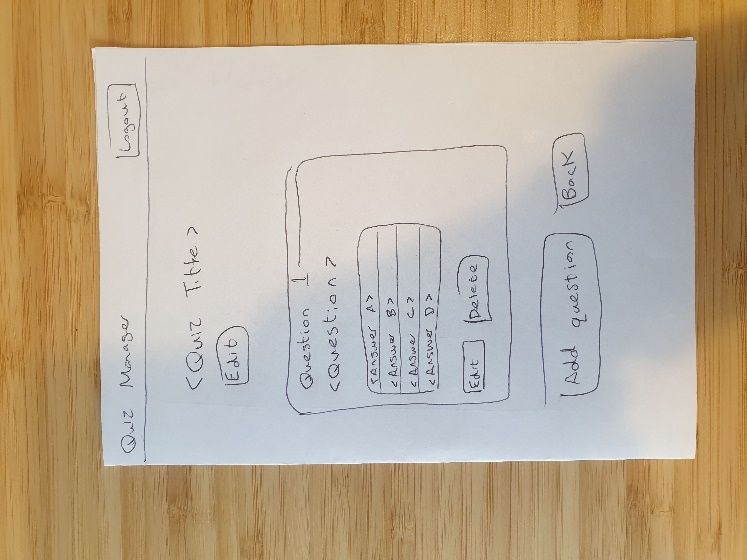 Quiz Manager Logout
<Quiz Title>
Edit
Question 1
<Question>
<Answer A>
<Answer B>
<Answer C>
<Answer D>
Edit Delete
Add question Back